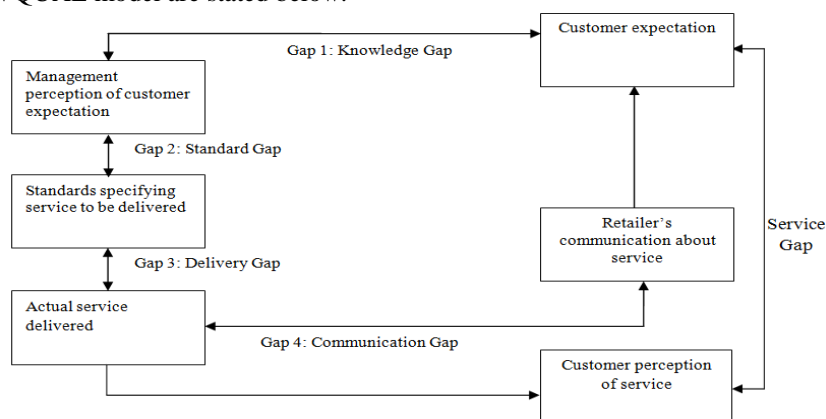 QUAL model are stated below.
Customer expectation
Gap 1: Knowledge Gap
Management
perception of customer
expectation
Gap 2: Standard Gap
Standards specifying
service to be delivered
Retailer's
communication about
service
Service
Gap
Gap 3: Delivery Gap
Actual service
delivered
Gap 4: Communication Gap
Customer perception
of service